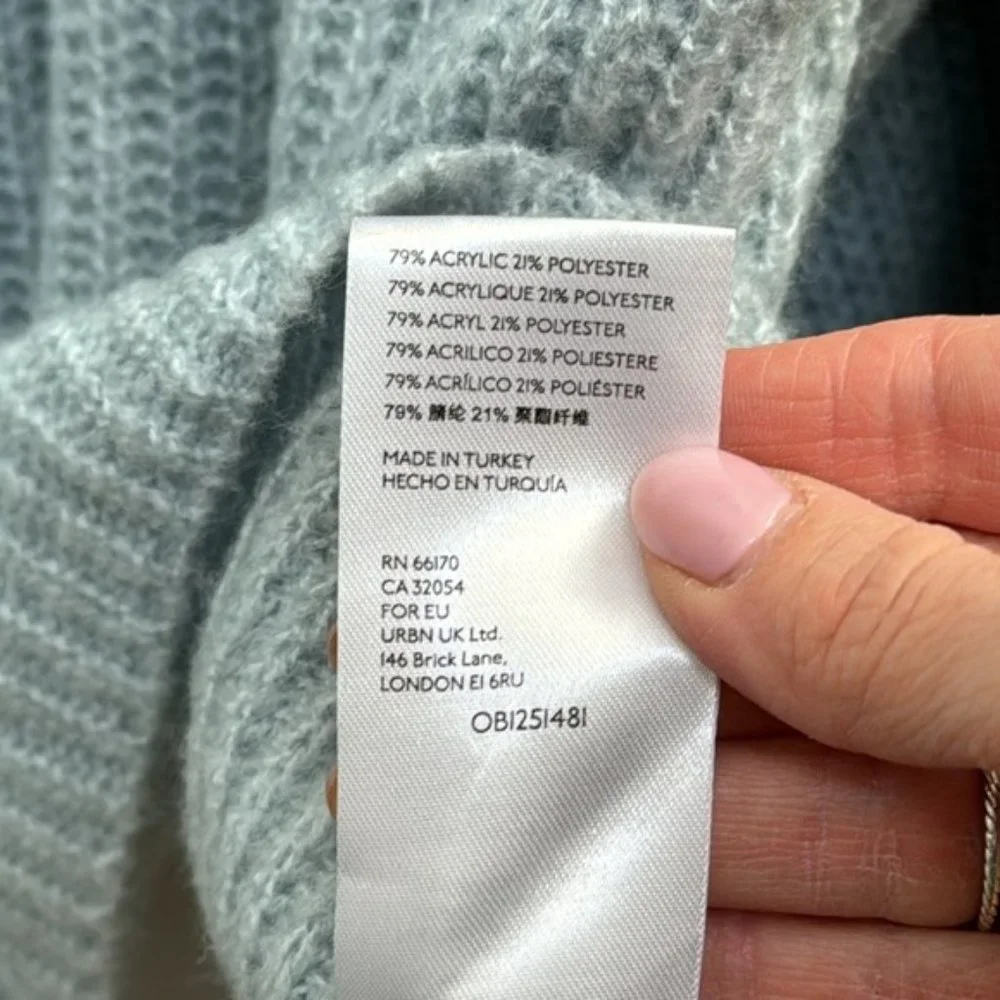 79% ACRYLIC 21% POLYESTER
79% ACRYLIQUE 21% POLYESTER
79% ACRYL 21% POLYESTER
79% ACRILICO 21% POLIESTERE
79% ACRÍLICO 21% POLIÉSTER
79% 腈纶 21% 聚酯纤维
MADE IN TURKEY
HECHO EN TURQUÍA
RN 66170
CA 32054
FOR EU
URBN UK Ltd.
146 Brick Lane,
LONDON E1 6RU
OB1251481